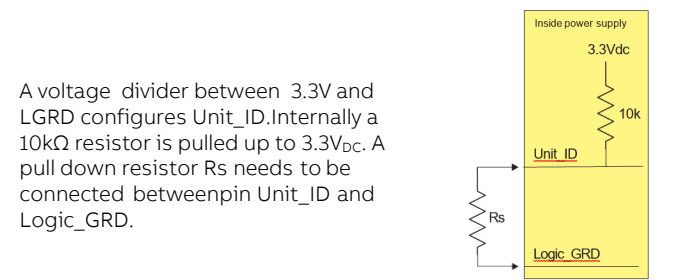 A voltage divider between 3.3V and
LGRD configures Unit_ID.Internally a
10kΩ resistor is pulled up to 3.3VDC. A
pull down resistor Rs needs to be
connected betweenpin Unit_ID and
Logic_GRD.
Inside power supply
3.3Vdc
10k
Unit_ID
Rs
Logic_GRD